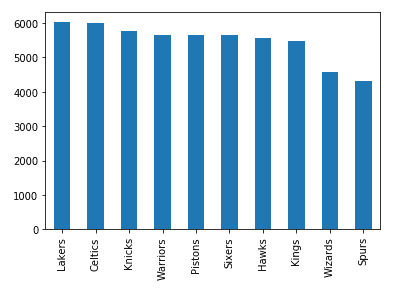 6000
5000
4000
3000
2000
1000
0
Lakers
Celtics
Knicks
Warriors
Pistons
Sixers
Hawks
Kings
Wizards
Spurs